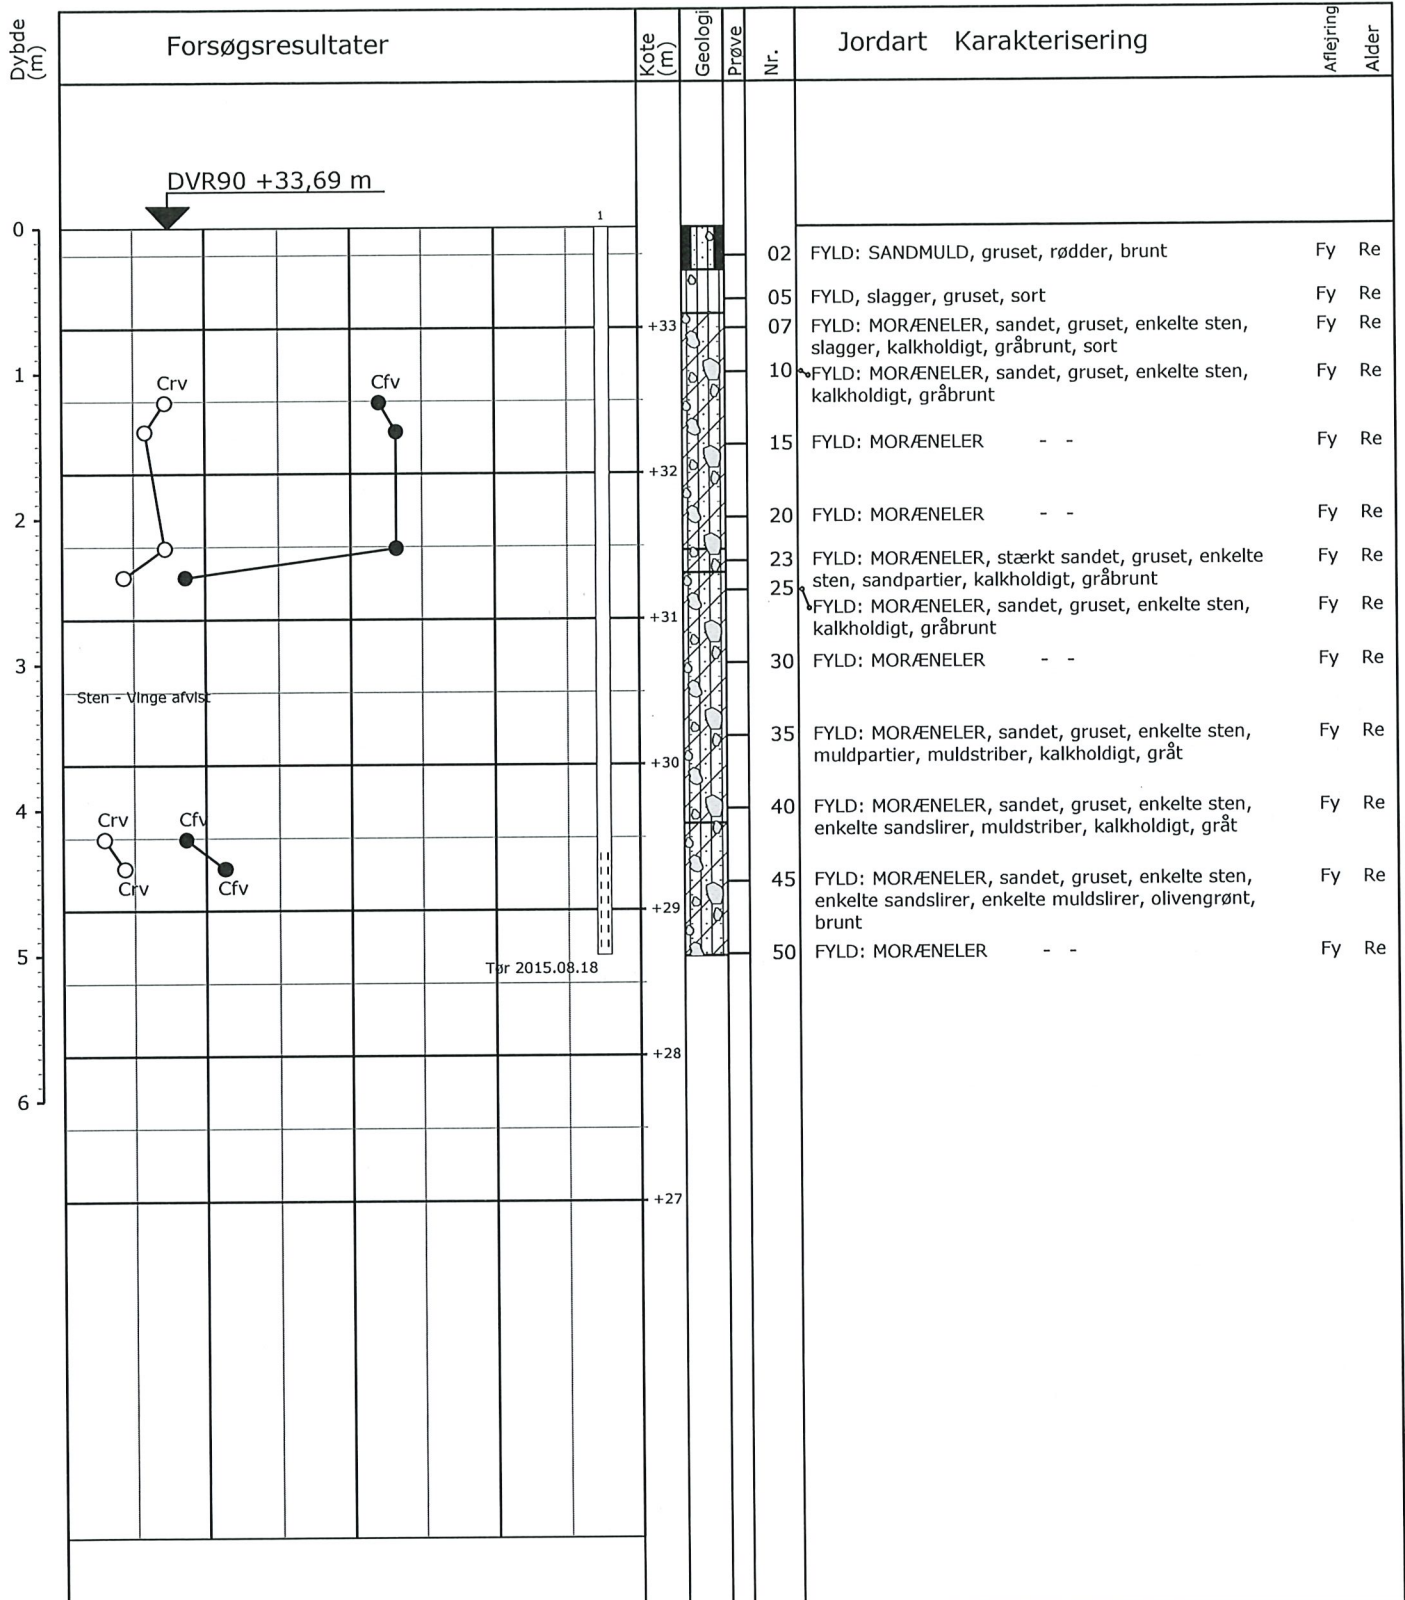 Dybde
(m)
Forsøgsresultater
Kote
(m)
Geologi
Prøve
Nr.
Jordart Karakterisering
Aflejring
Alder
DVR90 +33,69 m
1
0
02 FYLD: SANDMULD, gruset, rødder, brunt Fy Re
05 FYLD, slagger, gruset, sort Fy Re
+33
07 FYLD: MORÆNELER, sandet, gruset, enkelte sten, Fy Re
slagger, kalkholdigt, gråbrunt, sort
1
10 FYLD: MORÆNELER, sandet, gruset, enkelte sten, Fy Re
kalkholdigt, gråbrunt
Crv Cfv
15 FYLD: MORÆNELER - - Fy Re
+32
2
20 FYLD: MORÆNELER - - Fy Re
23 FYLD: MORÆNELER, stærkt sandet, gruset, enkelte Fy Re
sten, sandpartier, kalkholdigt, gråbrunt
25 FYLD: MORÆNELER, sandet, gruset, enkelte sten, Fy Re
kalkholdigt, gråbrunt
+31
3
30 FYLD: MORÆNELER - - Fy Re
Sten - Vinge afvist
35 FYLD: MORÆNELER, sandet, gruset, enkelte sten, Fy Re
muldpartier, muldstriber, kalkholdigt, gråt
+30
4
40 FYLD: MORÆNELER, sandet, gruset, enkelte sten, Fy Re
enkelte sandslirer, muldstriber, kalkholdigt, gråt
Crv Cfv
Crv Cfv
45 FYLD: MORÆNELER, sandet, gruset, enkelte sten, Fy Re
enkelte sandslirer, enkelte muldslirer, olivengrønt,
brunt
+29
5
50 FYLD: MORÆNELER - - Fy Re
Tør 2015.08.18
+28
6
+27